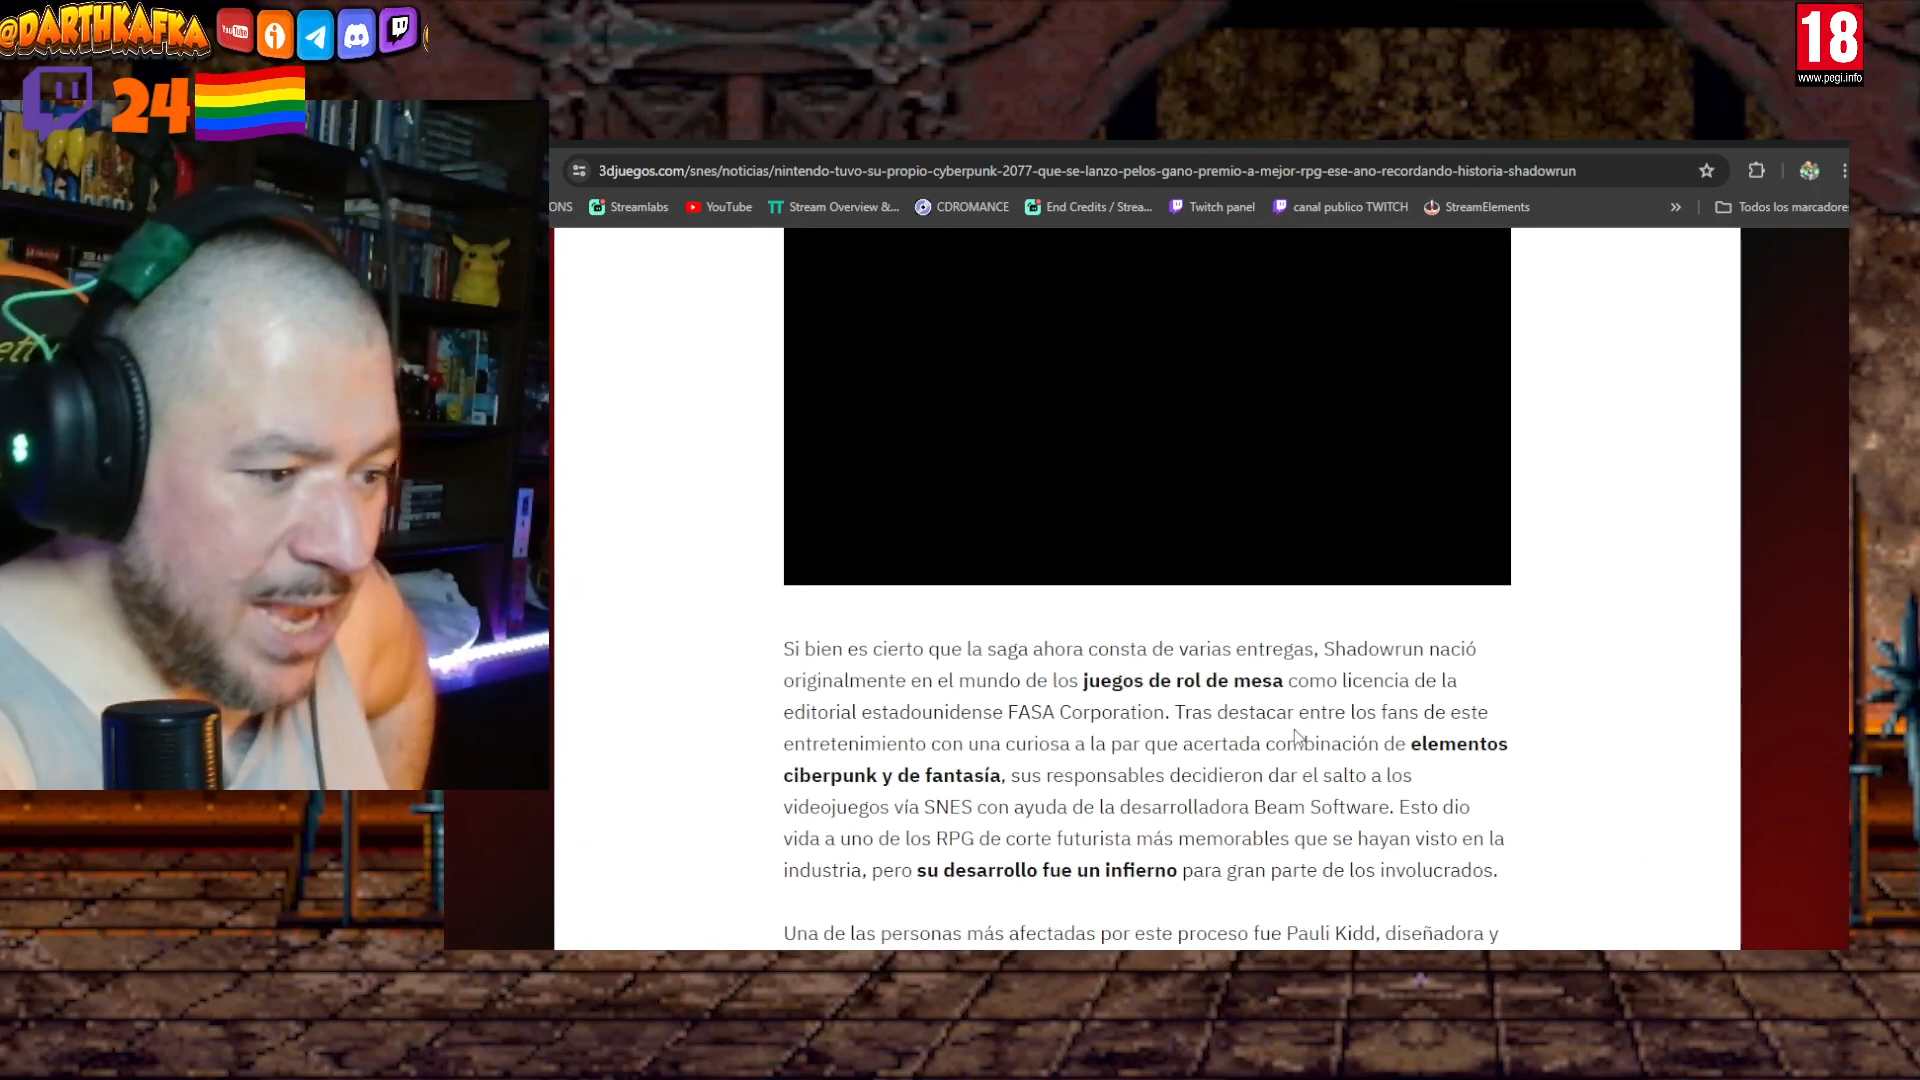 @DARTHKAFKA
YouTube
24
18
www.pegi.info
3djuegos.com/snes/noticias/nintendo-tuvo-su-propio-cyberpunk-2077-que-se-lanzo-pelos-gano-premio-a-mejor-rpg-ese-ano-recordando-historia-shadowrun
ONS Streamlabs YouTube Stream Overview &... CDROMANCE End Credits / Strea... Twitch panel canal publico TWITCH StreamElements » Todos los marcadore
Si bien es cierto que la saga ahora consta de varias entregas, Shadowrun nació
originalmente en el mundo de los juegos de rol de mesa como licencia de la
editorial estadounidense FASA Corporation. Tras destacar entre los fans de este
entretenimiento con una curiosa a la par que acertada combinación de elementos
ciberpunk y de fantasía, sus responsables decidieron dar el salto a los
videojuegos vía SNES con ayuda de la desarrolladora Beam Software. Esto dio
vida a uno de los RPG de corte futurista más memorables que se hayan visto en la
industria, pero su desarrollo fue un infierno para gran parte de los involucrados.
Una de las personas más afectadas por este proceso fue Pauli Kidd, diseñadora y